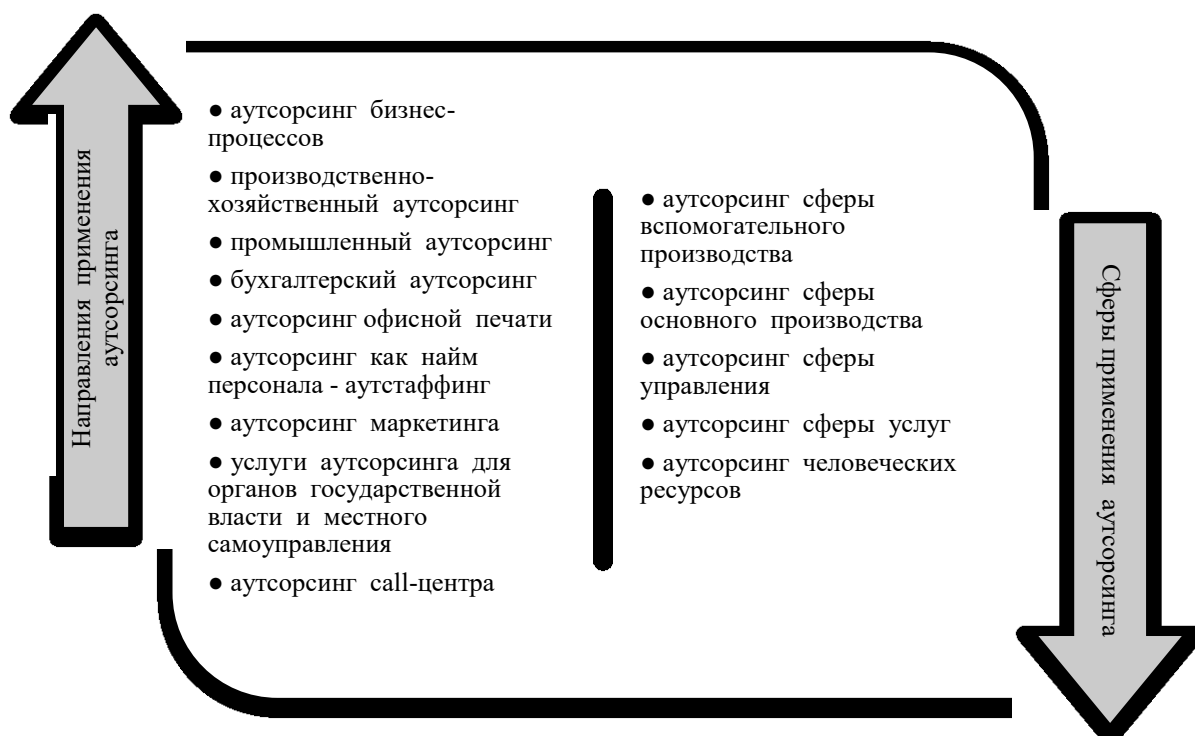 Направления применения
аутсорсинга
● аутсорсинг бизнес-
процессов
● производственно-
хозяйственный аутсорсинг
● промышленный аутсорсинг
● бухгалтерский аутсорсинг
● аутсорсинг офисной печати
● аутсорсинг как найм
персонала - аутстаффинг
● аутсорсинг маркетинга
● услуги аутсорсинга для
органов государственной
власти и местного
самоуправления
● аутсорсинг call-центра
● аутсорсинг сферы
вспомогательного
производства
● аутсорсинг сферы
основного производства
● аутсорсинг сферы
управления
● аутсорсинг сферы услуг
● аутсорсинг человеческих
ресурсов
Сферы применения аутсорсинга